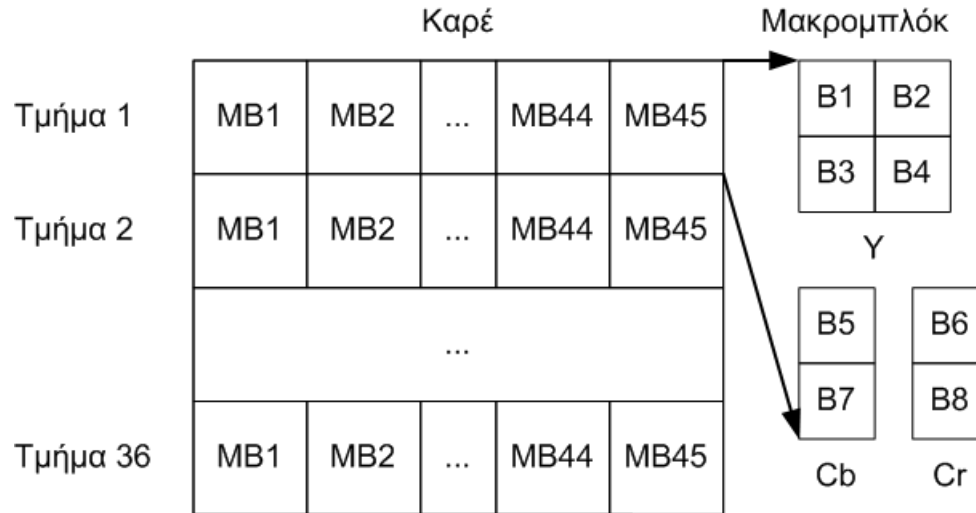 Καρέ
Μακρομπλόκ
Τμήμα 1
MB1 MB2 ... MB44 MB45
B1 B2
B3 B4
Y
Τμήμα 2
MB1 MB2 ... MB44 MB45
...
B5 B6
B7 B8
Cb Cr
Τμήμα 36
MB1 MB2 ... MB44 MB45